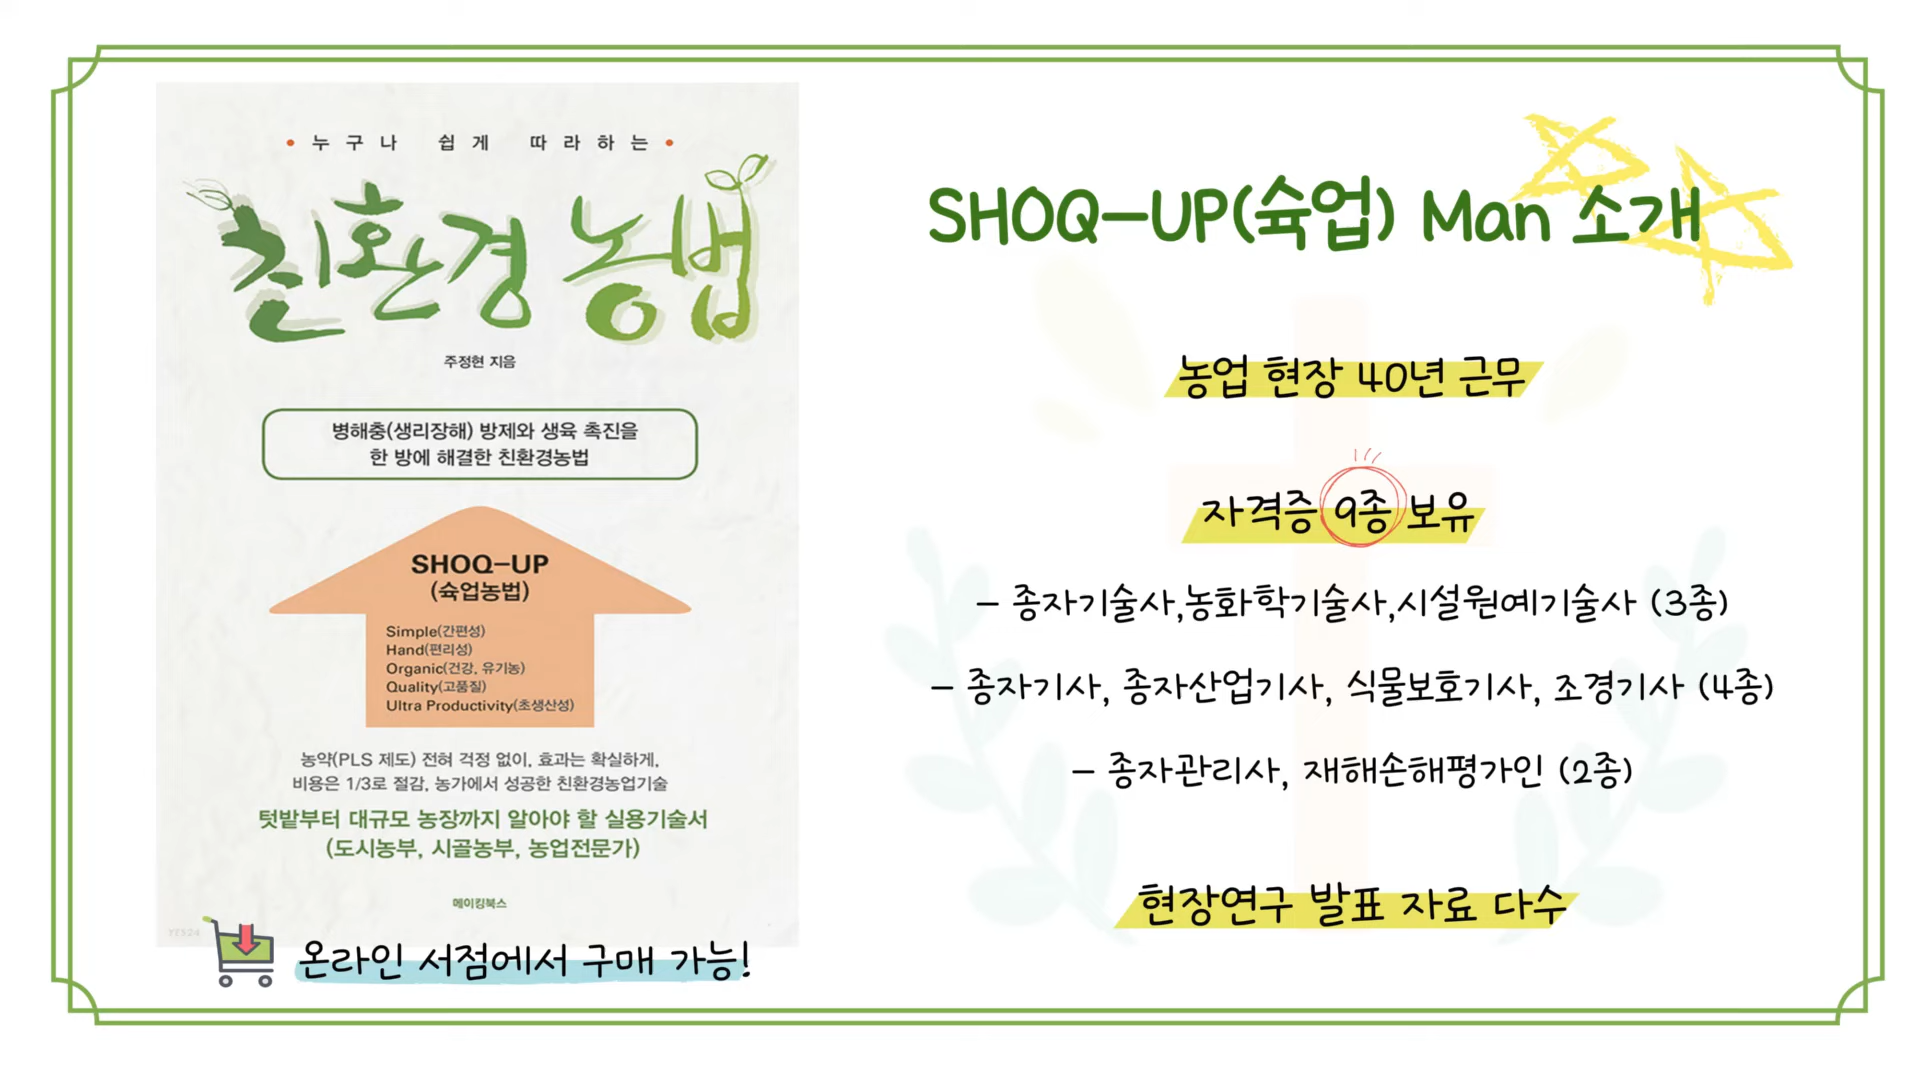 • 누구나 쉽게 따라하는 •
친환경 농법
주정현 지음
병해충(생리장해) 방제와 생육 촉진을
한 방에 해결한 친환경농법
SHOQ-UP
(슉업농법)
Simple(간편성)
Hand(편리성)
Organic(건강, 유기농)
Quality(고품질)
Ultra Productivity(초생산성)
농약(PLS 제도) 전혀 걱정 없이, 효과는 확실하게,
비용은 1/3로 절감, 농가에서 성공한 친환경농업기술
텃밭부터 대규모 농장까지 알아야 할 실용기술서
(도시농부, 시골농부, 농업전문가)
메이킹북스
YES24
온라인 서점에서 구매 가능!
SHOQ-UP(슉업) Man 소개
농업 현장 40년 근무
자격증 9종 보유
- 종자기술사,농화학기술사,시설원예기술사 (3종)
- 종자기사, 종자산업기사, 식물보호기사, 조경기사 (4종)
- 종자관리사, 재해손해평가인 (2종)
현장연구 발표 자료 다수